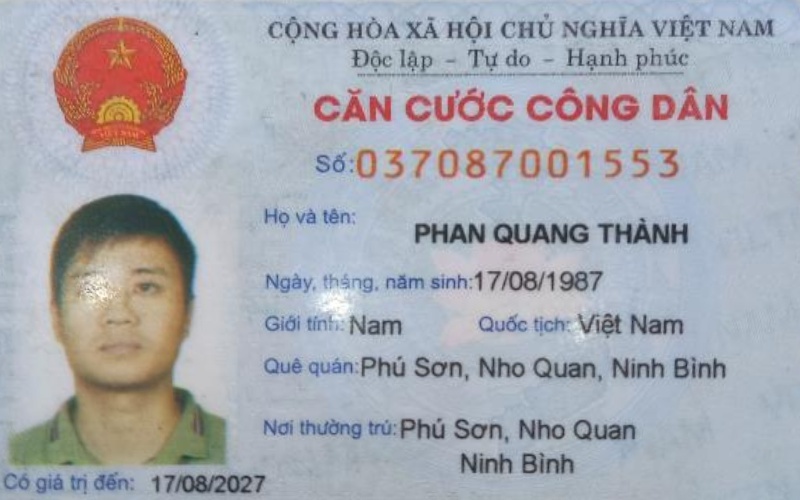 CỘNG HÒA XÃ HỘI CHỦ NGHĨA VIỆT NAM
Độc lập - Tự do - Hạnh phúc
CĂN CƯỚC CÔNG DÂN
Số: 037087001553
Họ và tên:
PHAN QUANG THÀNH
Ngày, tháng, năm sinh: 17/08/1987
Giới tính: Nam Quốc tịch: Việt Nam
Quê quán: Phú Sơn, Nho Quan, Ninh Bình
Nơi thường trú: Phú Sơn, Nho Quan
Ninh Bình
Có giá trị đến: 17/08/2027